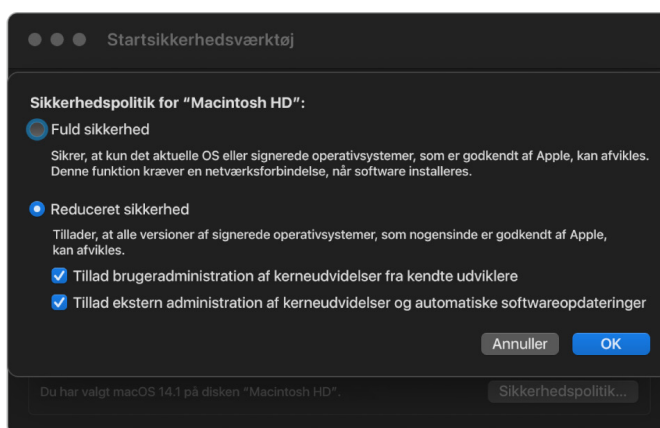 Startsikkerhedsværktøj
Sikkerhedspolitik for “Macintosh HD”:
Fuld sikkerhed
Sikrer, at kun det aktuelle OS eller signerede operativsystemer, som er godkendt af Apple, kan afvikles.
Denne funktion kræver en netværksforbindelse, når software installeres.
Reduceret sikkerhed
Tillader, at alle versioner af signerede operativsystemer, som nogensinde er godkendt af Apple,
kan afvikles.
Tillad brugeradministration af kerneudvidelser fra kendte udviklere
Tillad ekstern administration af kerneudvidelser og automatiske softwareopdateringer
Annuller OK
Du har valgt macOS 14.1 på disken “Macintosh HD”. Sikkerhedspolitik...